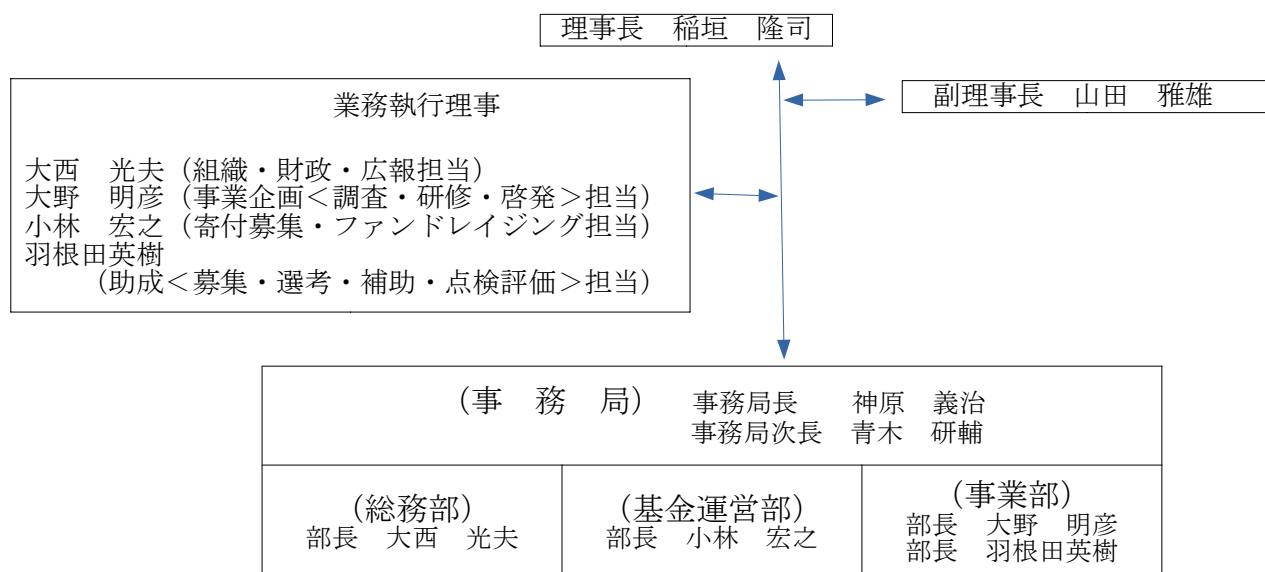 理事長　稲垣　隆司
副理事長　山田　雅雄
業務執行理事
大西　光夫（組織・財政・広報担当）
大野　明彦（事業企画＜調査・研修・啓発＞担当）
小林　宏之（寄付募集・ファンドレイジング担当）
羽根田英樹
（助成＜募集・選考・補助・点検評価＞担当）
（事　務　局）　事務局長　　神原　義治
事務局次長　青木　研輔
（総務部）
部長　大西　光夫
（基金運営部）
部長　小林　宏之
（事業部）
部長　大野　明彦
部長　羽根田英樹